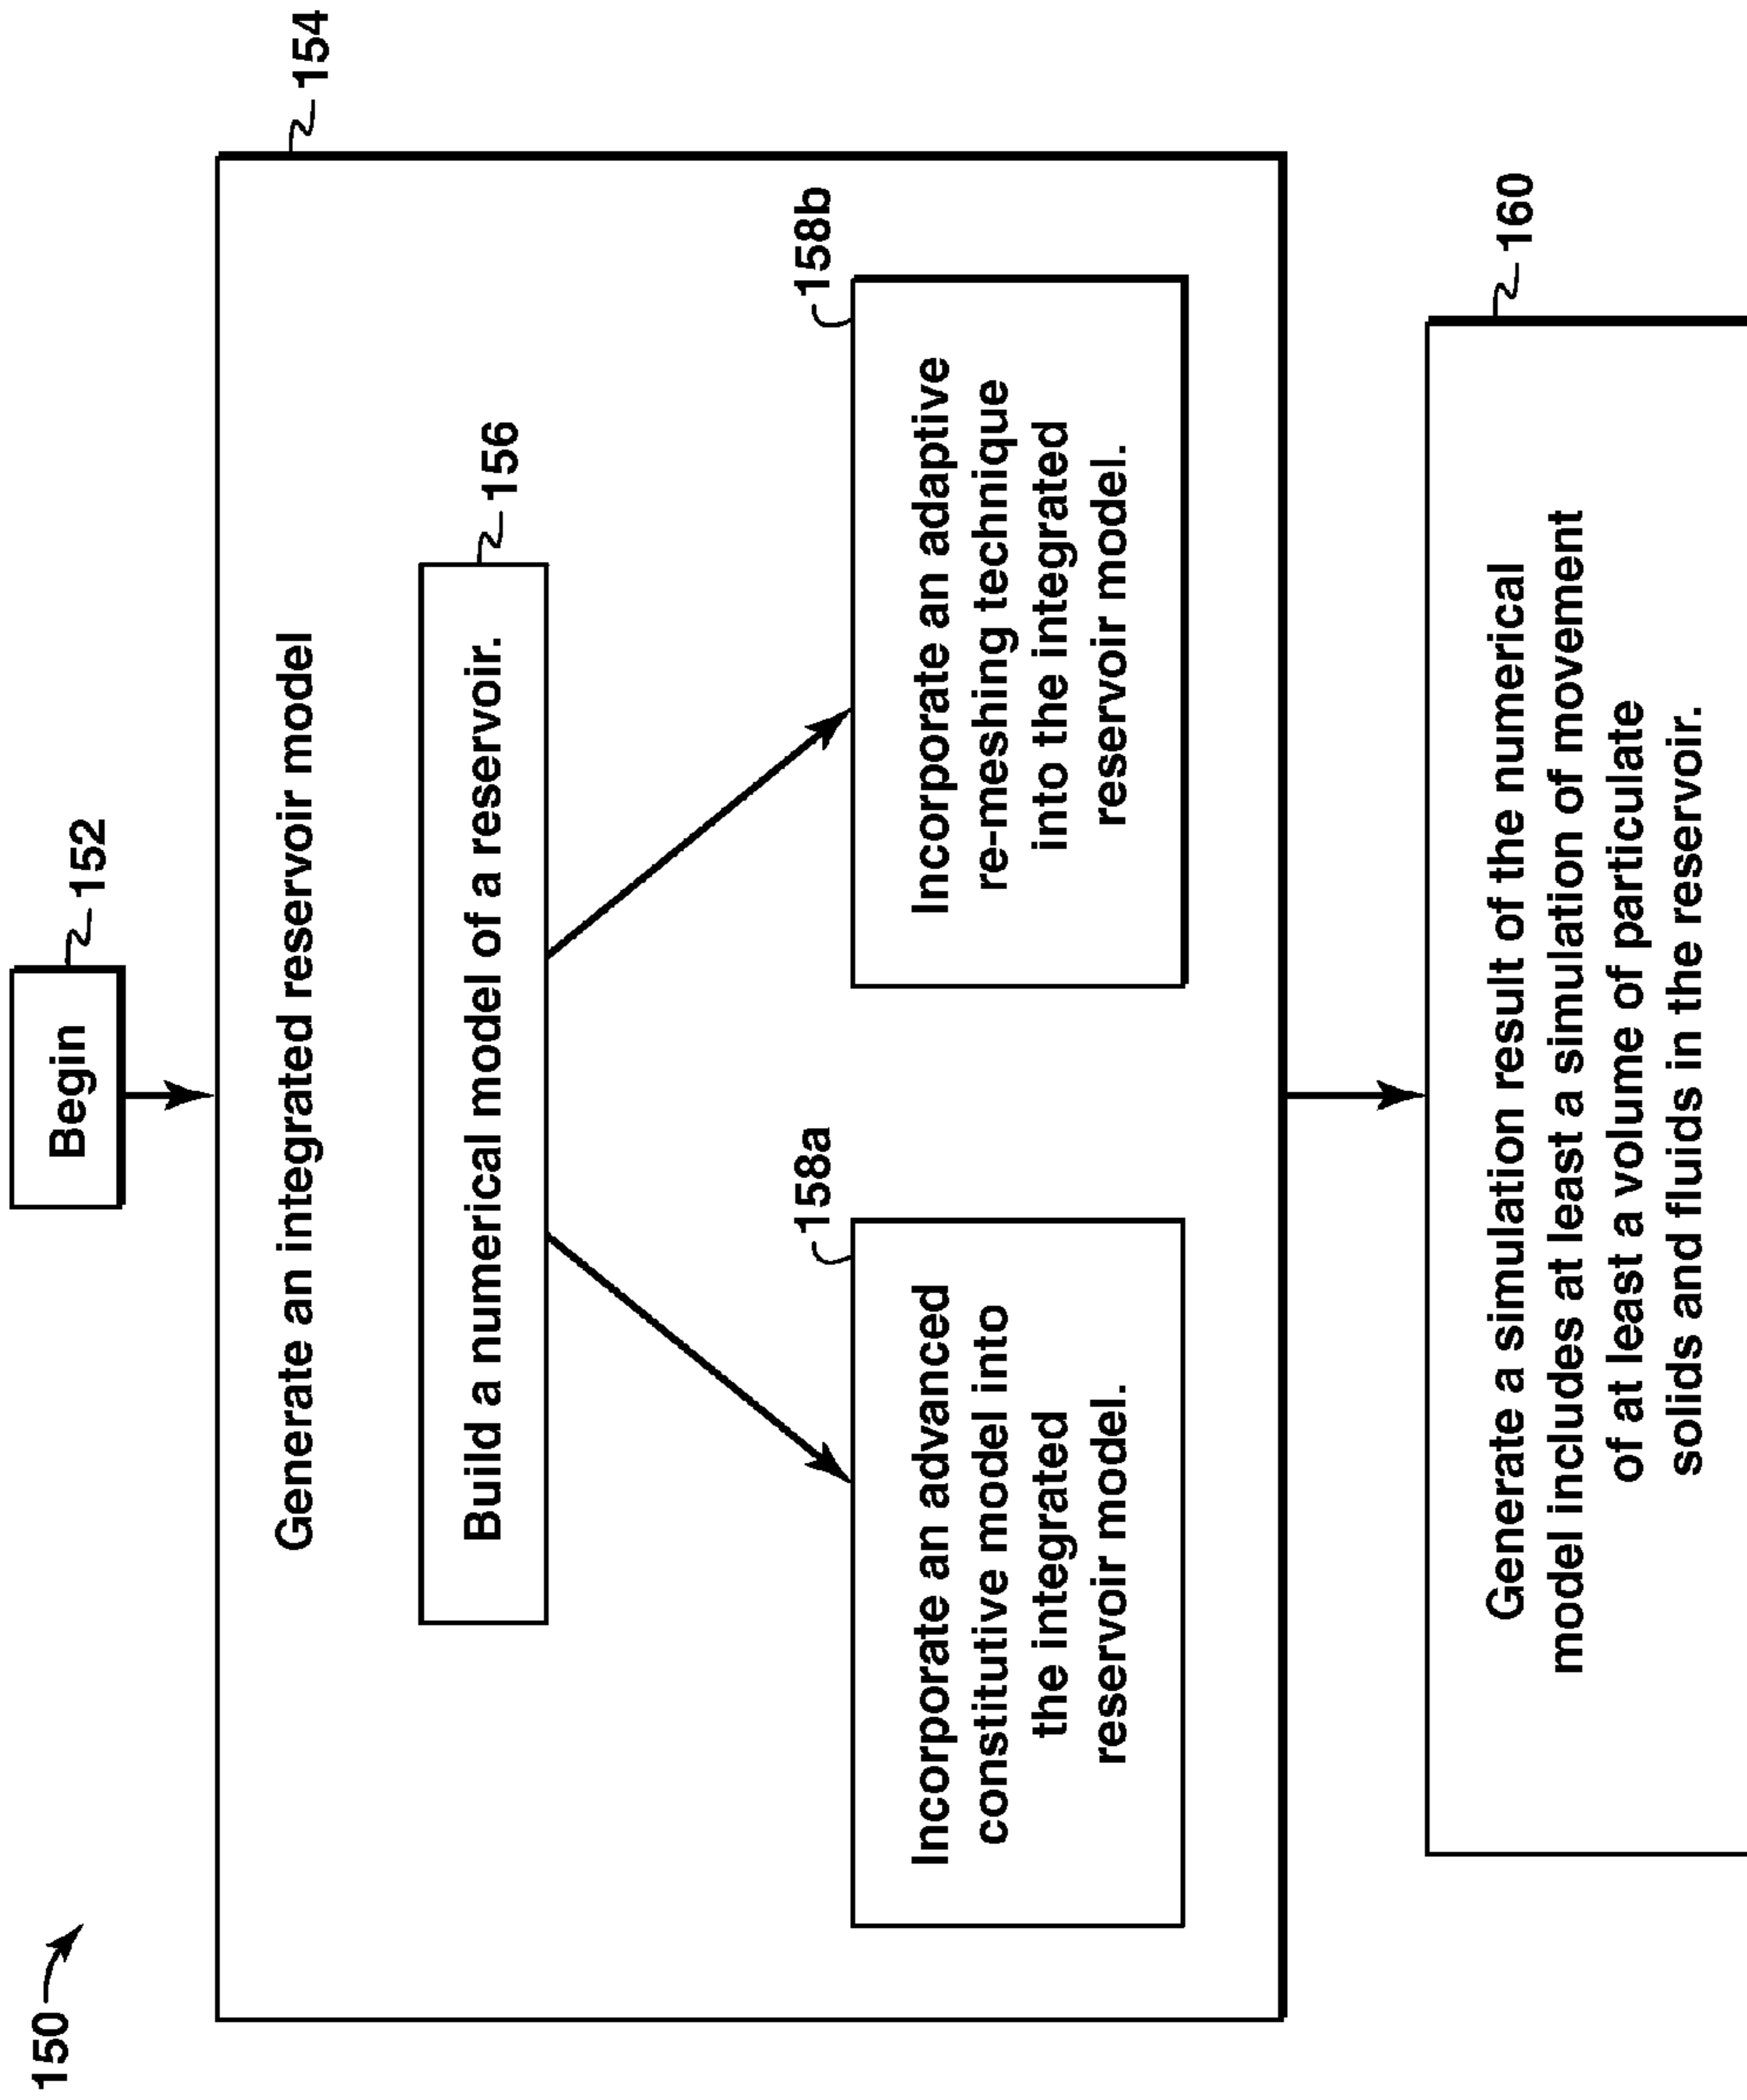 150
Begin
152
154
Generate an integrated reservoir model
156
Build a numerical model of a reservoir.
158a
Incorporate an advanced
constitutive model into
the integrated
reservoir model.
158b
Incorporate an adaptive
re-meshing technique
into the integrated
reservoir model.
160
Generate a simulation result of the numerical
model includes at least a simulation of movement
of at least a volume of particulate
solids and fluids in the reservoir.